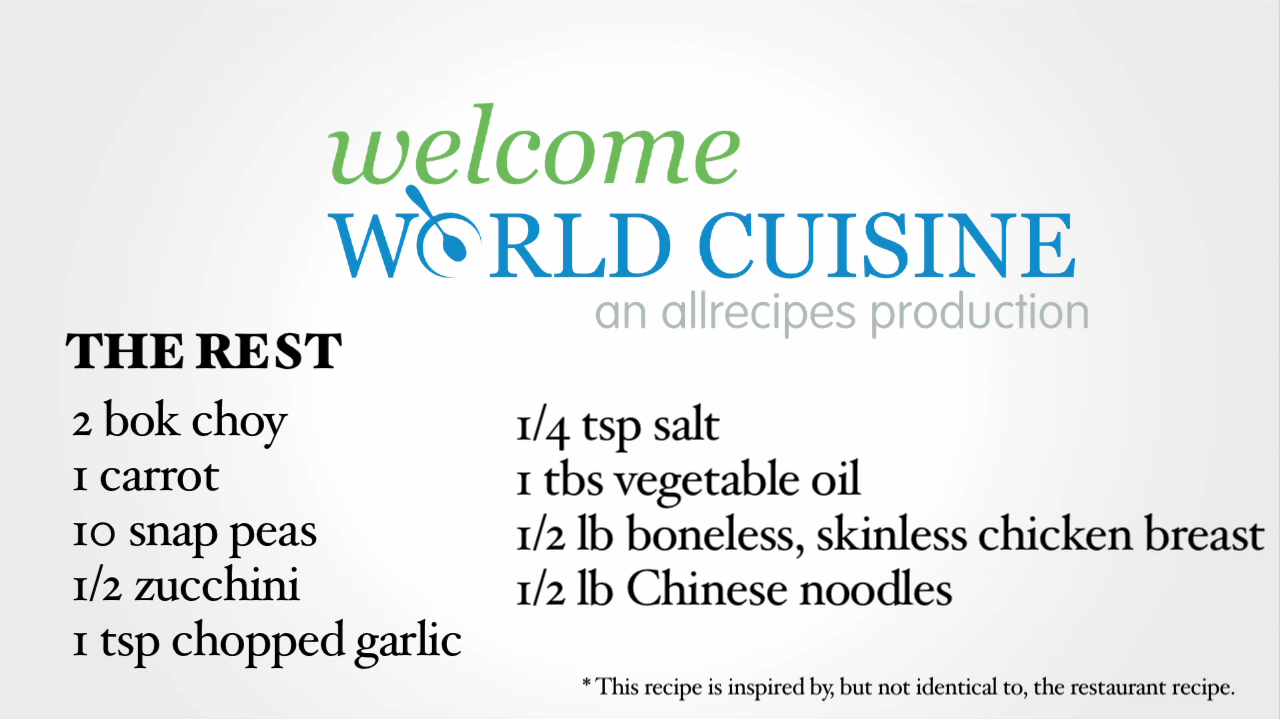 welcome
WORLD CUISINE
an allrecipes production
THE REST
2 bok choy
1 carrot
10 snap peas
1/2 zucchini
1 tsp chopped garlic
1/4 tsp salt
1 tbs vegetable oil
1/2 lb boneless, skinless chicken breast
1/2 lb Chinese noodles
* This recipe is inspired by, but not identical to, the restaurant recipe.